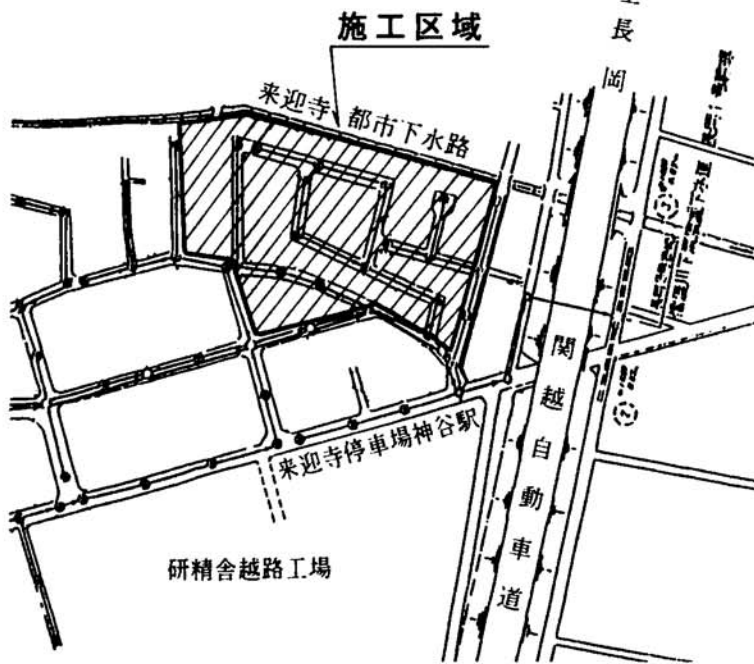 施工区域
長岡
来迎寺 都市下水路
関越自動車道
来迎寺停車場神谷駅
研精舎越路工場